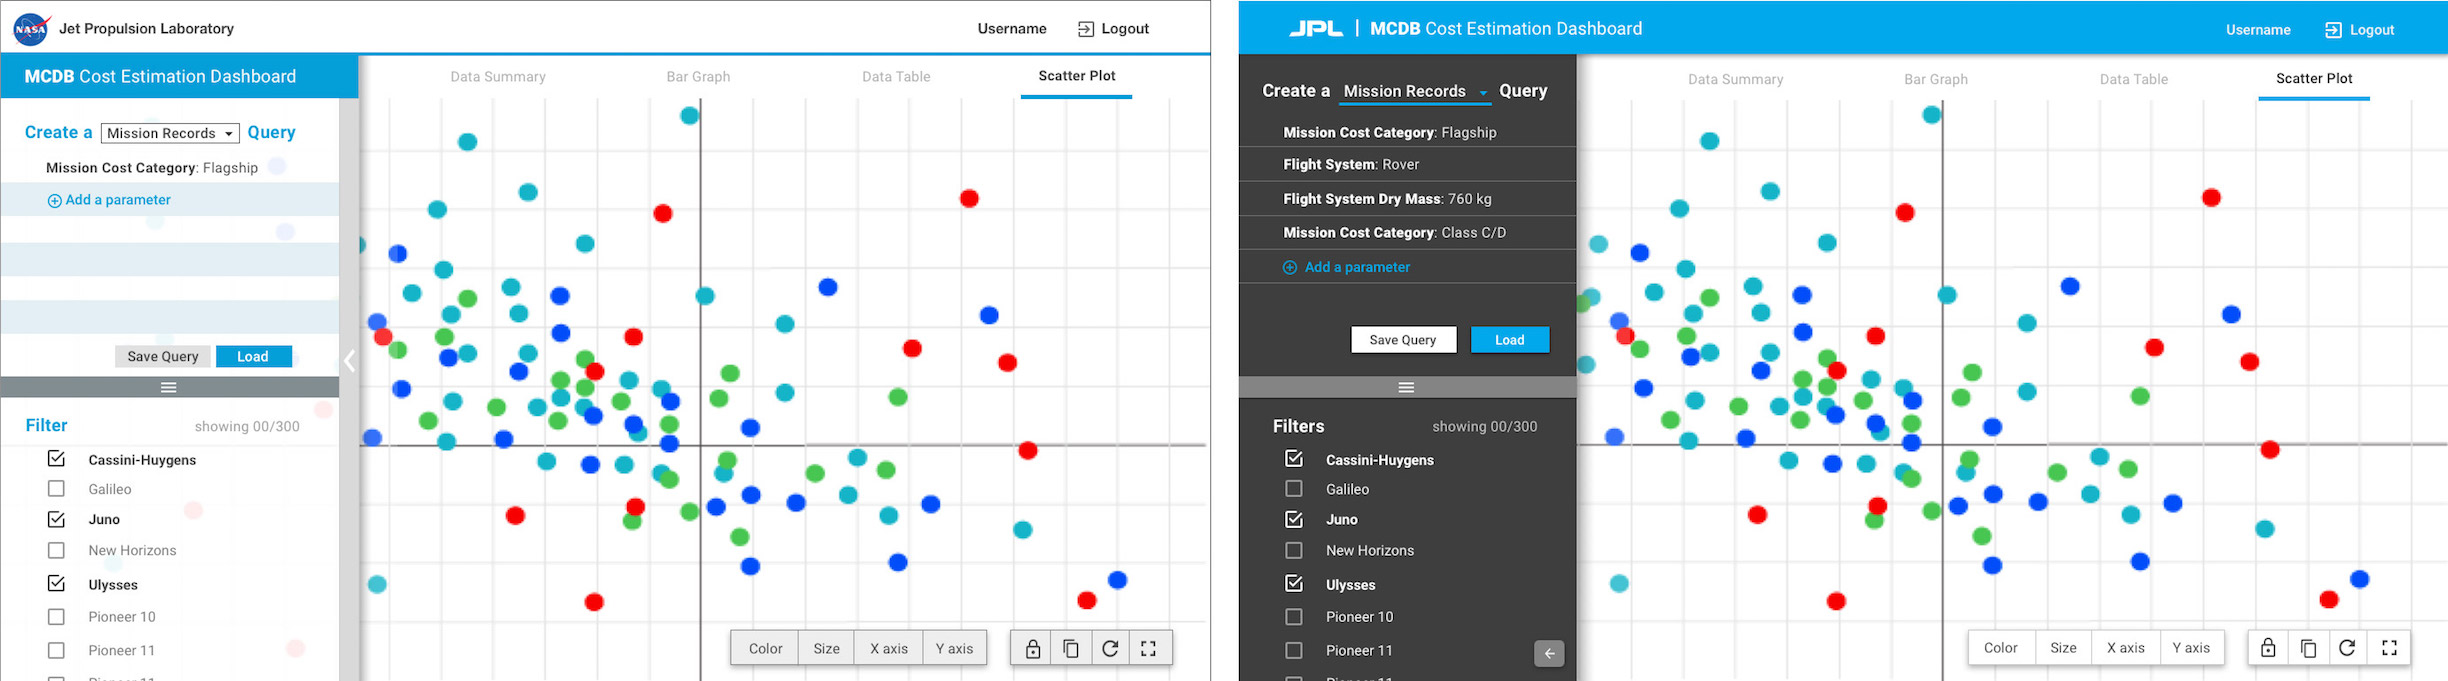 NASA
Jet Propulsion Laboratory
Username
Logout
MCDB Cost Estimation Dashboard
Data Summary
Bar Graph
Data Table
Scatter Plot
Create a Mission Records Query
Mission Cost Category: Flagship
Add a parameter
Save Query
Load
Filter
showing 00/300
Cassini-Huygens
Galileo
Juno
New Horizons
Ulysses
Pioneer 10
Pioneer 11
Color
Size
X axis
Y axis
JPL | MCDB Cost Estimation Dashboard
Username
Logout
Data Summary
Bar Graph
Data Table
Scatter Plot
Create a Mission Records Query
Mission Cost Category: Flagship
Flight System: Rover
Flight System Dry Mass: 760 kg
Mission Cost Category: Class C/D
Add a parameter
Save Query
Load
Filters
showing 00/300
Cassini-Huygens
Galileo
Juno
New Horizons
Ulysses
Pioneer 10
Pioneer 11
Color
Size
X axis
Y axis